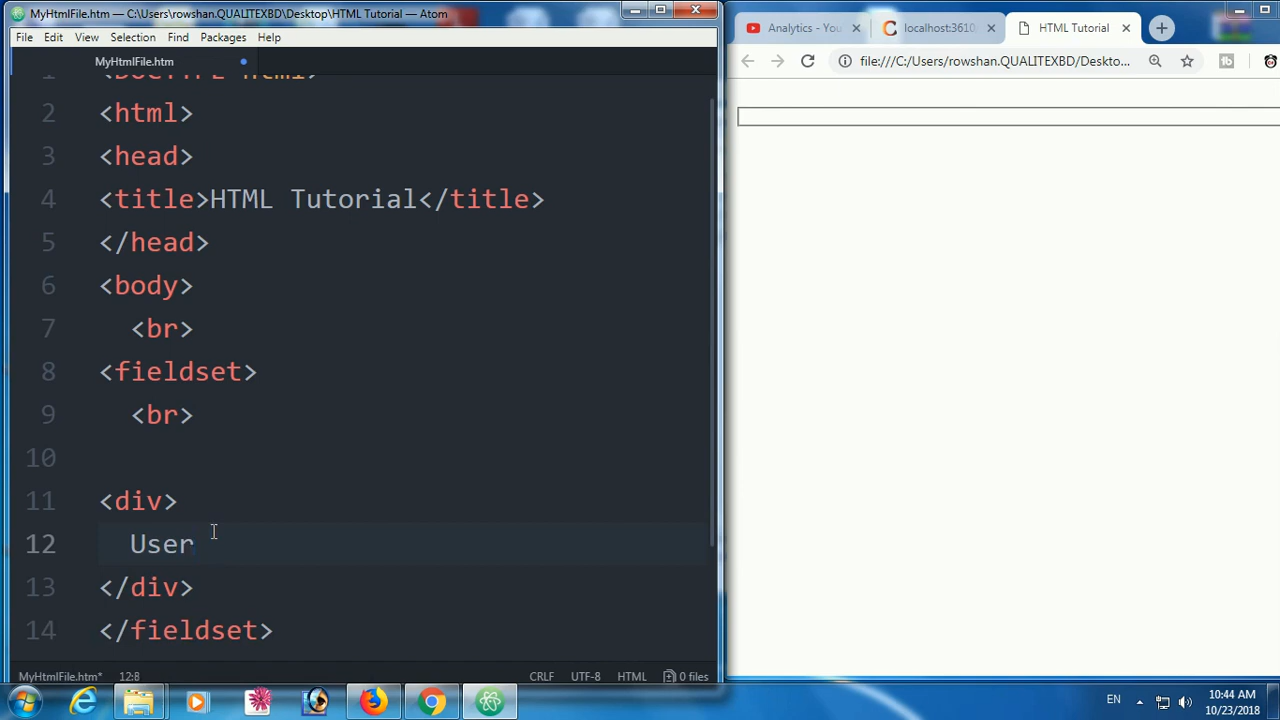 MyHtmlFile.htm — C:\Users\rowshan.QUALITEXBD\Desktop\HTML Tutorial — Atom
File Edit View Selection Find Packages Help
MyHtmlFile.htm
1 <!DOCTYPE html>
2 <html>
3 <head>
4 <title>HTML Tutorial</title>
5 </head>
6 <body>
7 <br>
8 <fieldset>
9 <br>
10
11 <div>
12 User
13 </div>
14 </fieldset>
MyHtmlFile.htm* 12:8 CRLF UTF-8 HTML 0 files
Analytics - You localhost:3610 HTML Tutorial
file:///C:/Users/rowshan.QUALITEXBD/Deskto...
EN 10:44 AM
10/23/2018